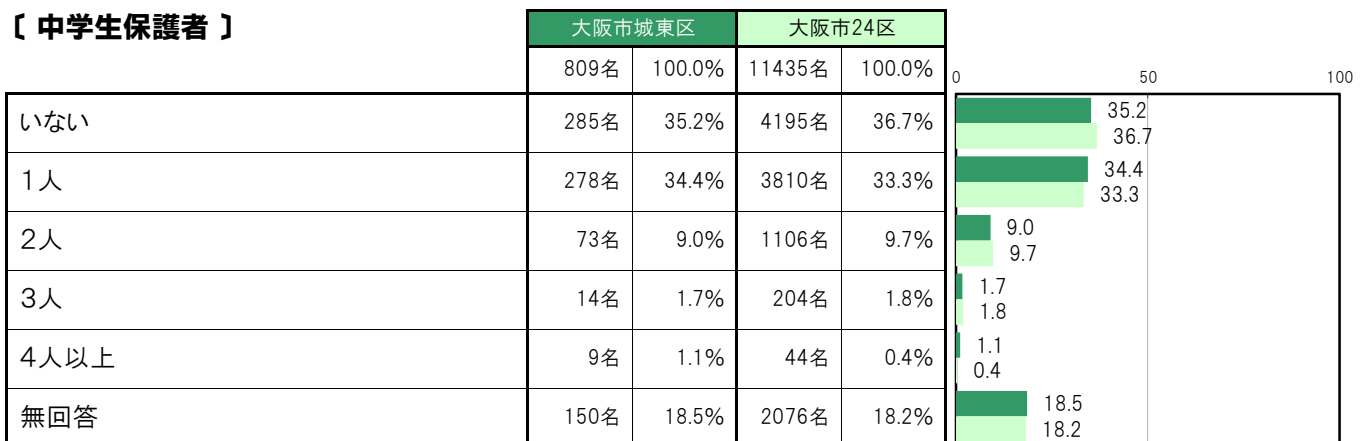 〔 中学生保護者 〕
大阪市城東区 大阪市24区
809名 100.0% 11435名 100.0%
0 50 100
いない 285名 35.2% 4195名 36.7%
35.2
36.7
1人 278名 34.4% 3810名 33.3%
34.4
33.3
2人 73名 9.0% 1106名 9.7%
9.0
9.7
3人 14名 1.7% 204名 1.8%
1.7
1.8
4人以上 9名 1.1% 44名 0.4%
1.1
0.4
無回答 150名 18.5% 2076名 18.2%
18.5
18.2